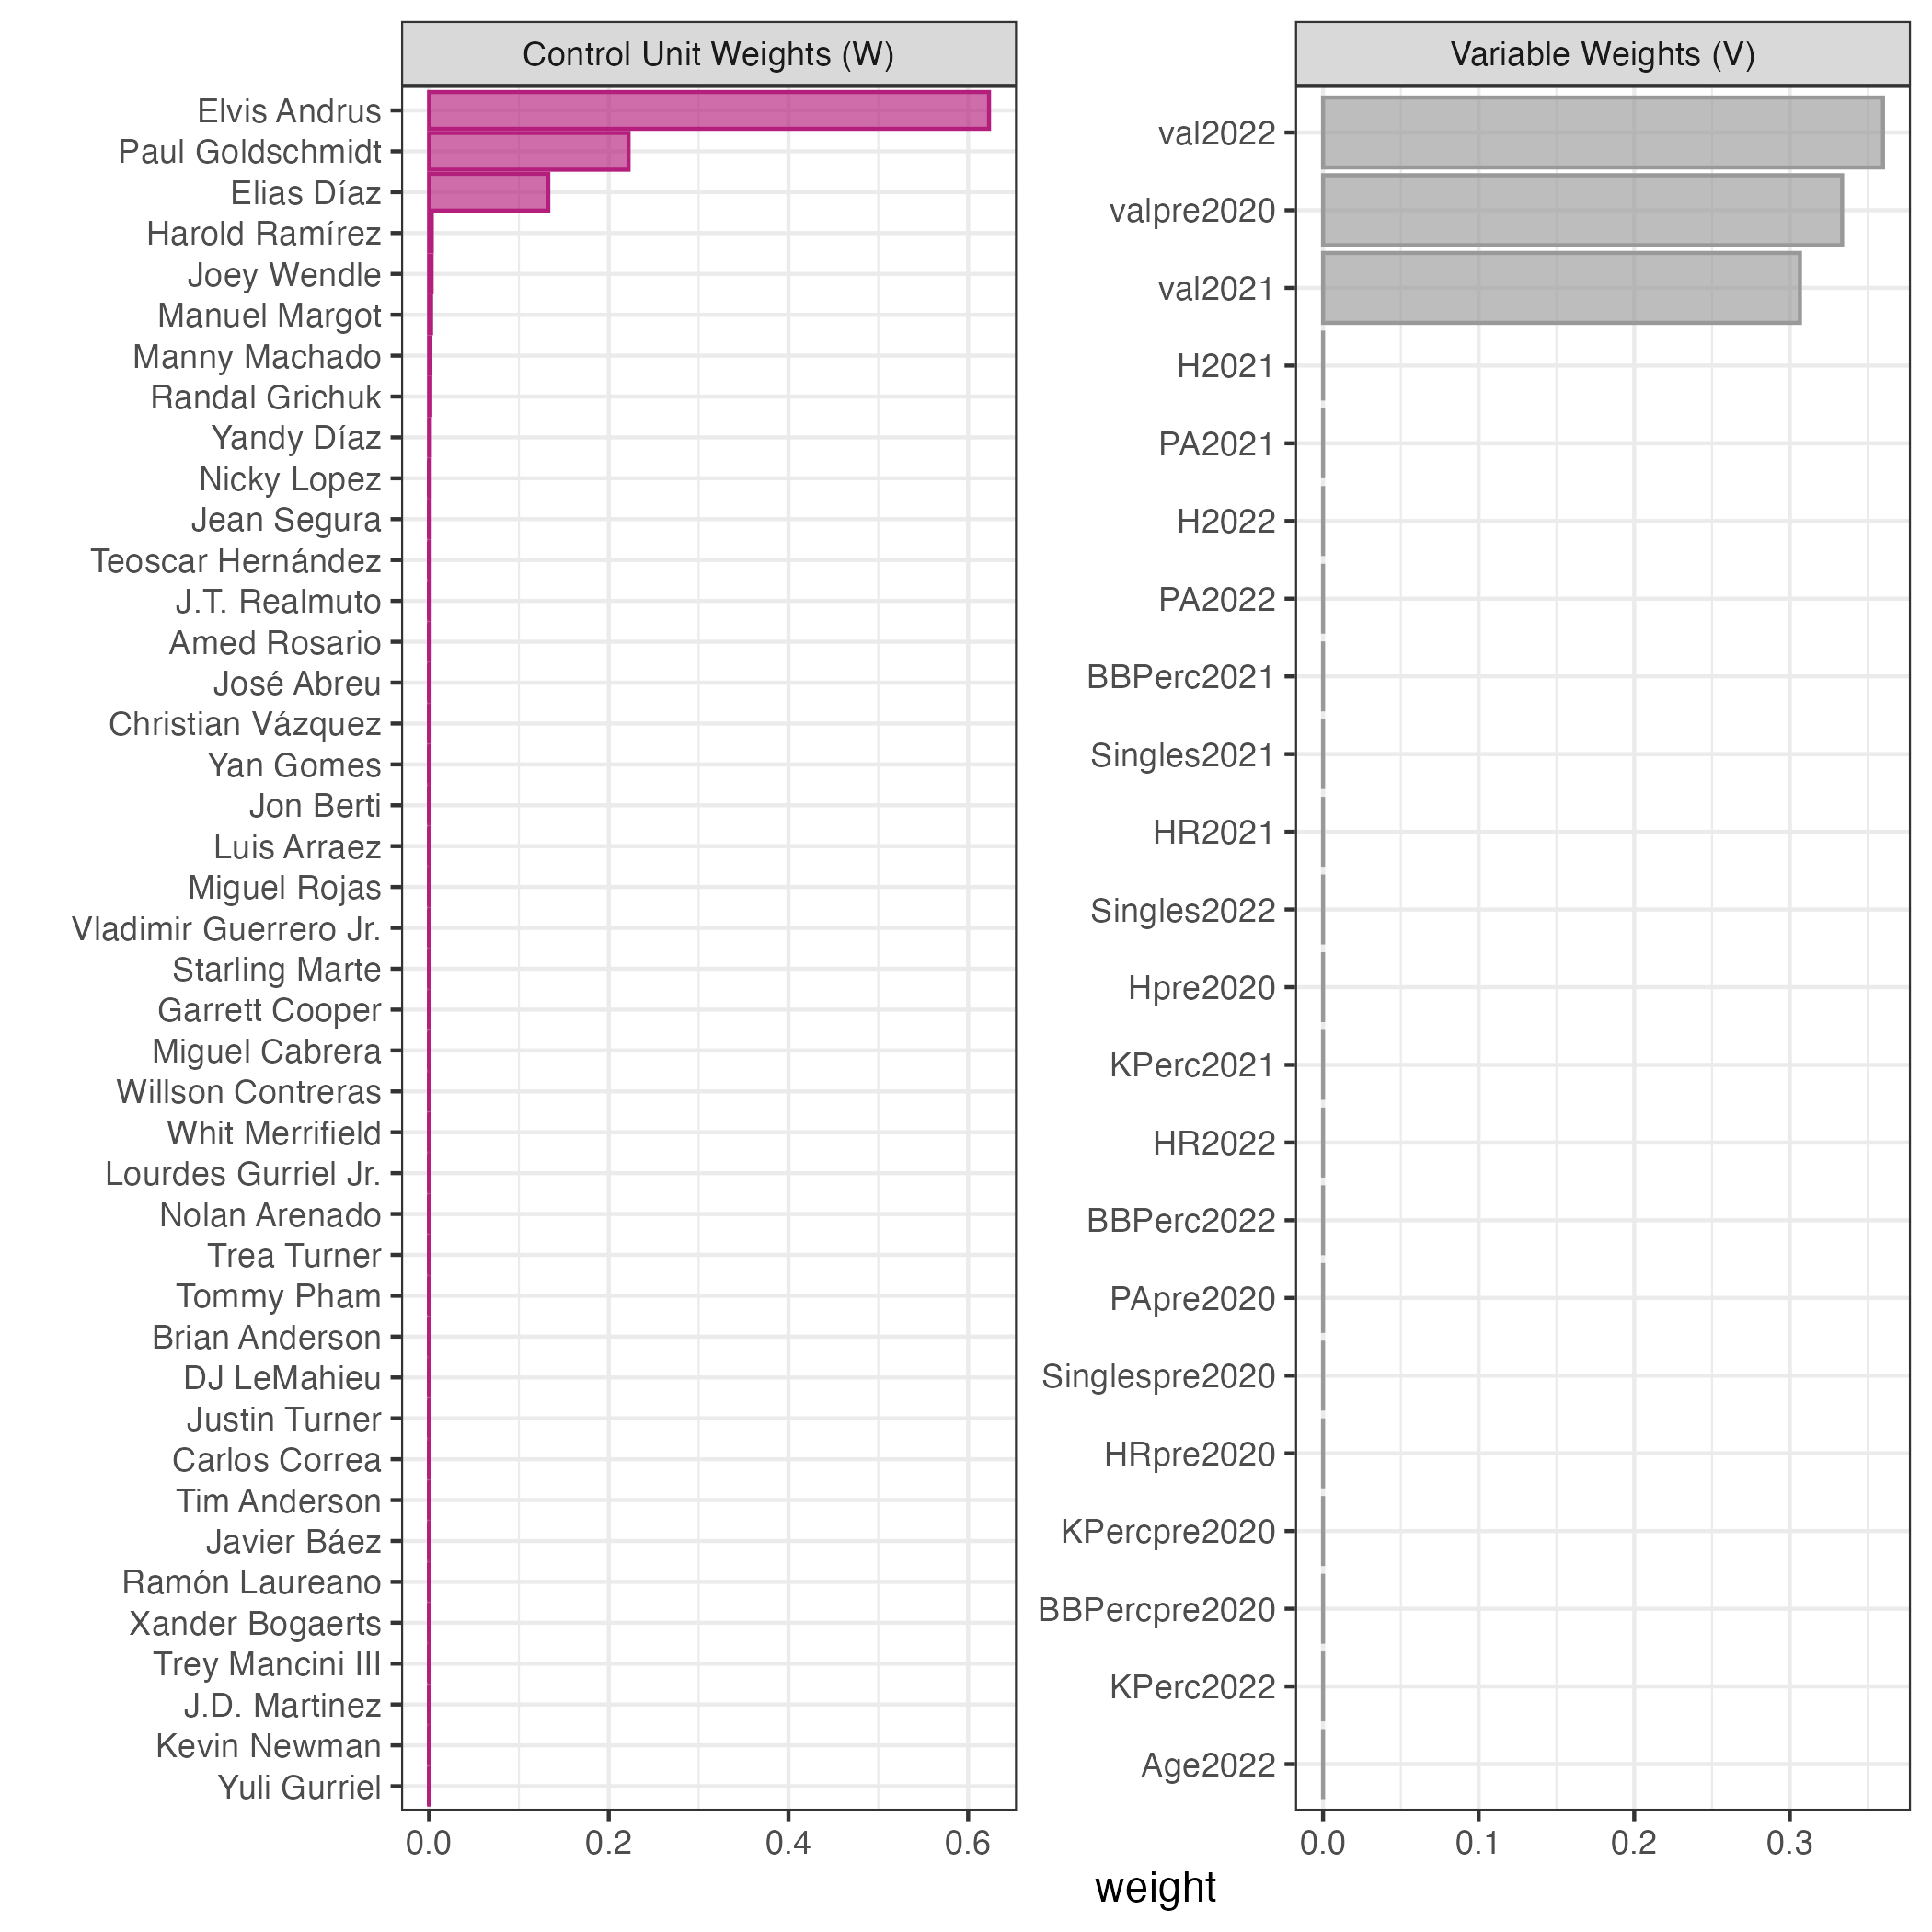 Control Unit Weights (W)
Elvis Andrus
Paul Goldschmidt
Elias Díaz
Harold Ramírez
Joey Wendle
Manuel Margot
Manny Machado
Randal Grichuk
Yandy Díaz
Nicky Lopez
Jean Segura
Teoscar Hernández
J.T. Realmuto
Amed Rosario
José Abreu
Christian Vázquez
Yan Gomes
Jon Berti
Luis Arraez
Miguel Rojas
Vladimir Guerrero Jr.
Starling Marte
Garrett Cooper
Miguel Cabrera
Willson Contreras
Whit Merrifield
Lourdes Gurriel Jr.
Nolan Arenado
Trea Turner
Tommy Pham
Brian Anderson
DJ LeMahieu
Justin Turner
Carlos Correa
Tim Anderson
Javier Báez
Ramón Laureano
Xander Bogaerts
Trey Mancini III
J.D. Martinez
Kevin Newman
Yuli Gurriel
0.0 0.2 0.4 0.6
Variable Weights (V)
val2022
valpre2020
val2021
H2021
PA2021
H2022
PA2022
BBPerc2021
Singles2021
HR2021
Singles2022
Hpre2020
KPerc2021
HR2022
BBPerc2022
PApre2020
Singlespre2020
HRpre2020
KPercpre2020
BBPercpre2020
KPerc2022
Age2022
0.0 0.1 0.2 0.3
weight